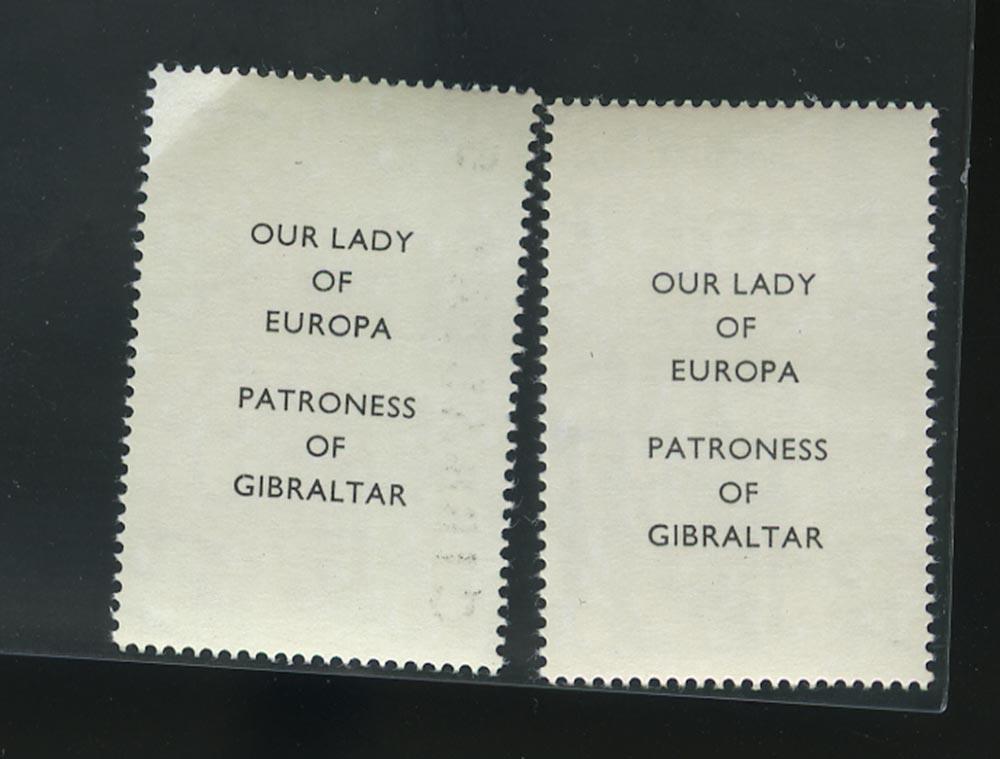 OUR LADY
OF
EUROPA
PATRONESS
OF
GIBRALTAR
OUR LADY
OF
EUROPA
PATRONESS
OF
GIBRALTAR